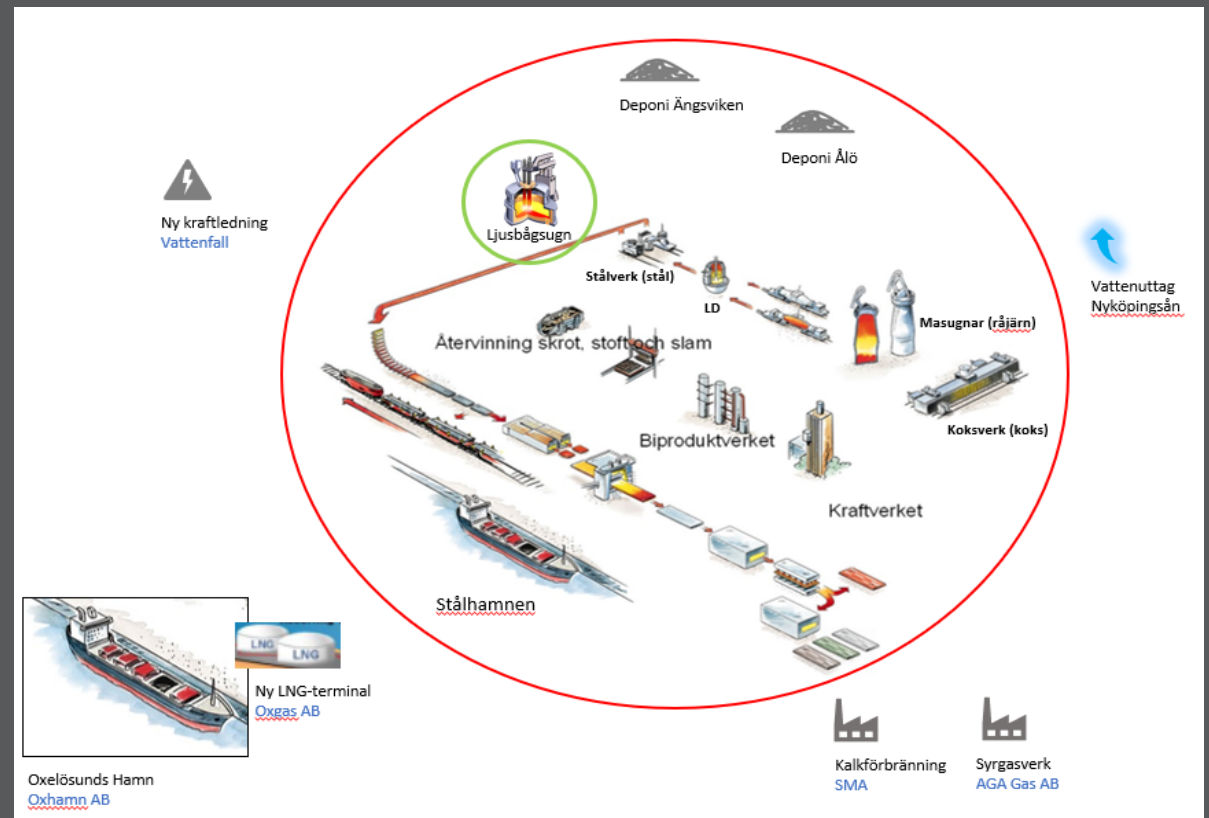 Deponi Ängsviken
Deponi Ålö
Ny kraftledning
Vattenfall
Ljusbågsugn
Stålverk (stål)
LD
Vattenuttag
Nyköpingsån
Masugnar (råjärn)
Återvinning skrot, stoft och slam
Koksverk (koks)
Biproduktverket
Kraftverket
Stålhamnen
LNG
LNG
Ny LNG-terminal
Oxgas AB
Oxelösunds Hamn
Oxhamn AB
Kalkförbränning
SMA
Syrgasverk
AGA Gas AB